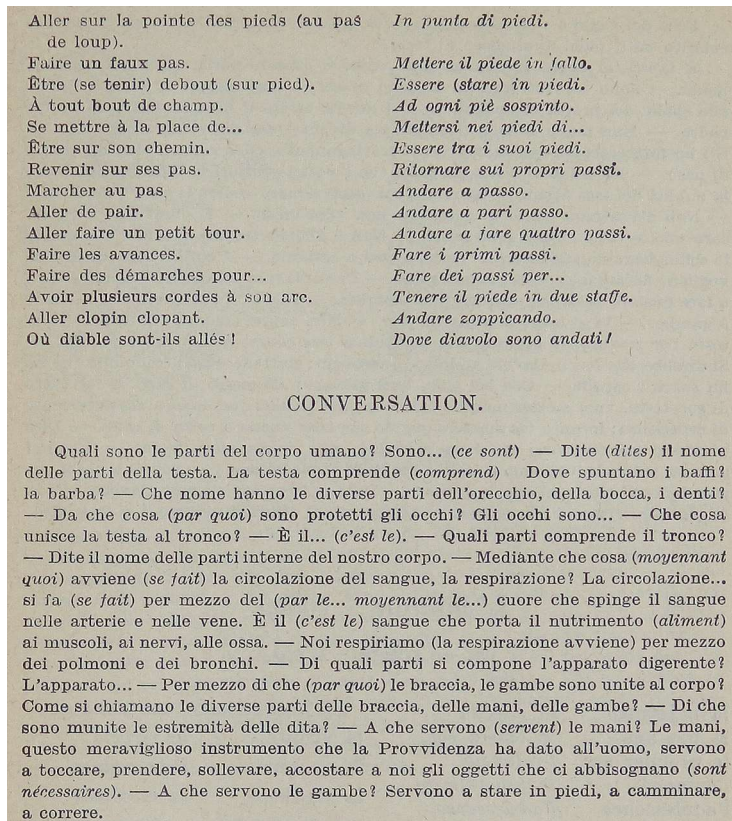 Aller sur la pointe des pieds (au pas In punta di piedi.
de loup).
Faire un faux pas. Mettere il piede in fallo.
Être (se tenir) debout (sur pied). Essere (stare) in piedi.
À tout bout de champ. Ad ogni piè sospinto.
Se mettre à la place de... Mettersi nei piedi di...
Être sur son chemin. Essere tra i suoi piedi.
Revenir sur ses pas. Ritornare sui propri passi.
Marcher au pas. Andare a passo.
Aller de pair. Andare a pari passo.
Aller faire un petit tour. Andare a fare quattro passi.
Faire les avances. Fare i primi passi.
Faire des démarches pour... Fare dei passi per...
Avoir plusieurs cordes à son arc. Tenere il piede in due staffe.
Aller clopin clopant. Andare zoppicando.
Où diable sont-ils allés ! Dove diavolo sono andati !
CONVERSATION.
Quali sono le parti del corpo umano? Sono... (ce sont) — Dite (dites) il nome
delle parti della testa. La testa comprende (comprend) Dove spuntano i baffi?
la barba? — Che nome hanno le diverse parti dell'orecchio, della bocca, i denti?
— Da che cosa (par quoi) sono protetti gli occhi? Gli occhi sono... — Che cosa
unisce la testa al tronco? — È il... (c'est le). — Quali parti comprende il tronco?
— Dite il nome delle parti interne del nostro corpo. — Mediante che cosa (moyennant
quoi) avviene (se fait) la circolazione del sangue, la respirazione? La circolazione...
si fa (se fait) per mezzo del (par le... moyennant le...) cuore che spinge il sangue
nelle arterie e nelle vene. È il (c'est le) sangue che porta il nutrimento (aliment)
ai muscoli, ai nervi, alle ossa. — Noi respiriamo (la respirazione avviene) per mezzo
dei polmoni e dei bronchi. — Di quali parti si compone l'apparato digerente?
L'apparato... — Per mezzo di che (par quoi) le braccia, le gambe sono unite al corpo?
Come si chiamano le diverse parti delle braccia, delle mani, delle gambe? — Di che
sono munite le estremità delle dita? — A che servono (servent) le mani? Le mani,
questo meraviglioso instrumento che la Provvidenza ha dato all'uomo, servono
a toccare, prendere, sollevare, accostare a noi gli oggetti che ci abbisognano (sont
nécessaires). — A che servono le gambe? Servono a stare in piedi, a camminare,
a correre.